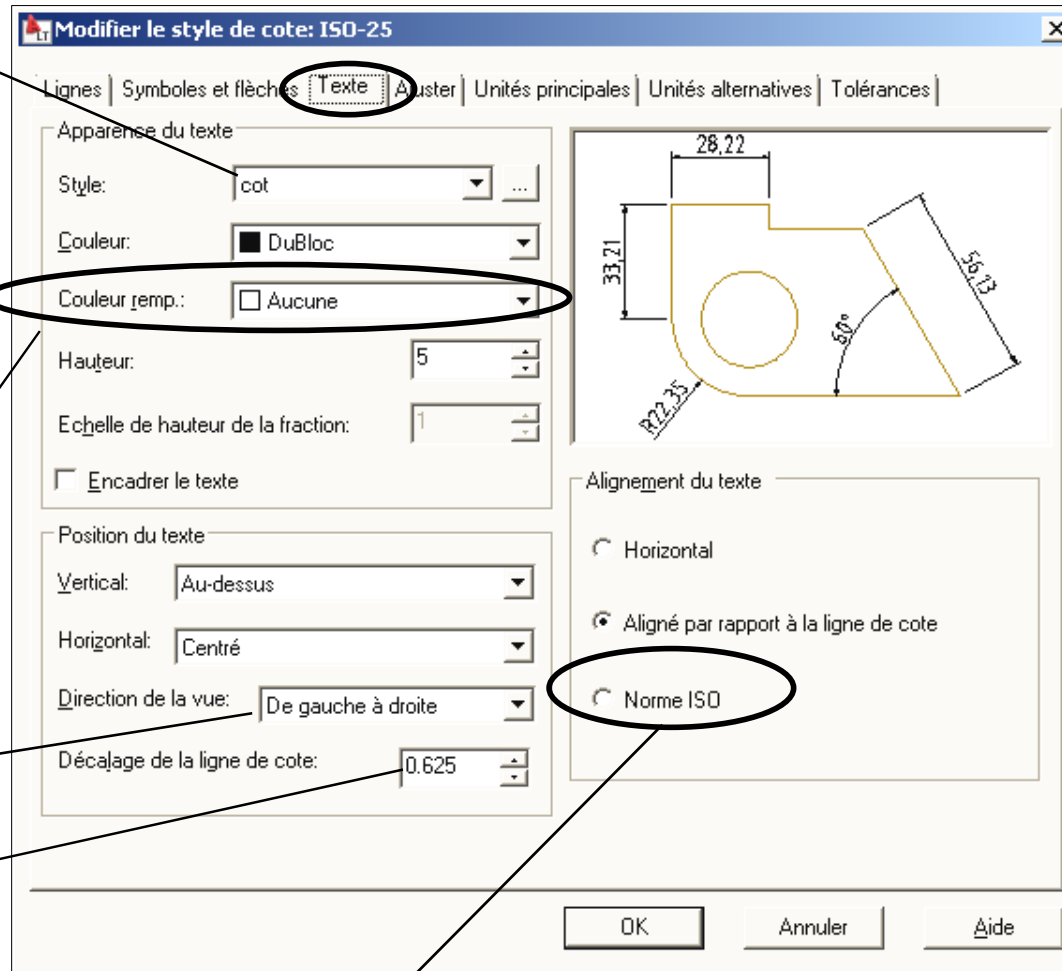 LT Modifier le style de cote: ISO-25
Lignes Symboles et flèches Texte Ajuster Unités principales Unités alternatives Tolérances
Apparence du texte
Style: cot ...
Couleur: DuBloc
Couleur remp.: Aucune
Hauteur: 5
Echelle de hauteur de la fraction: 1
Encadrer le texte
Position du texte
Vertical: Au-dessus
Horizontal: Centré
Direction de la vue: De gauche à droite
Décalage de la ligne de cote: 0.625
28,22
33,21
56,13
60°
R22,35
Alignement du texte
Horizontal
Aligné par rapport à la ligne de cote
Norme ISO
OK Annuler Aide